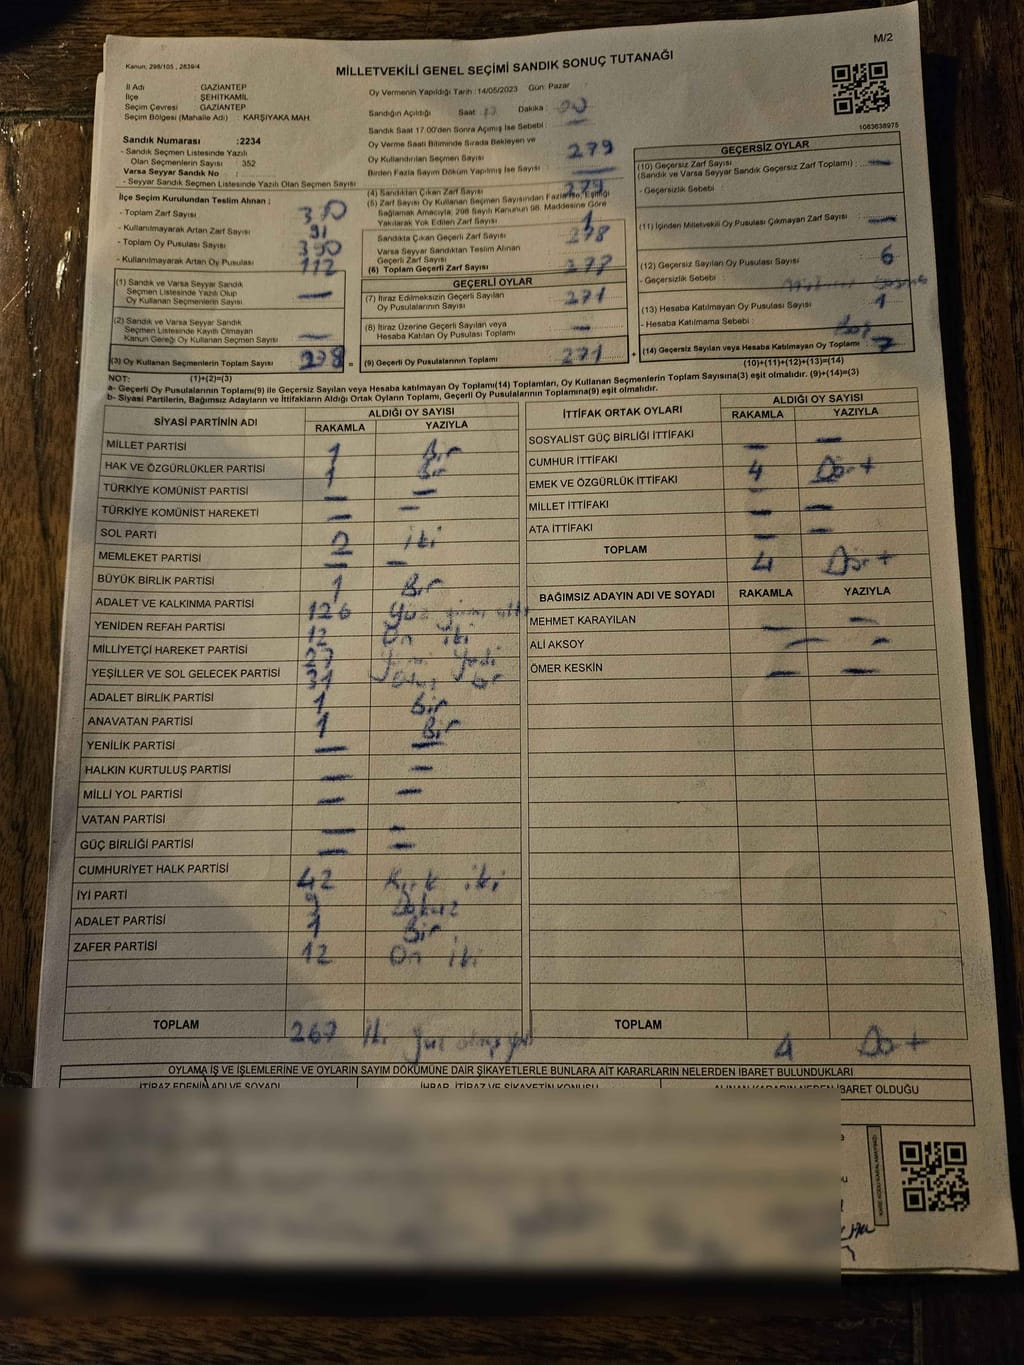 M/2
Kanun, 298/105 , 2839/4
MİLLETVEKİLİ GENEL SEÇİMİ SANDIK SONUÇ TUTANAĞI
İl Adı GAZİANTEP
İlçe ŞEHİTKAMİL
Seçim Çevresi GAZİANTEP
Seçim Bölgesi (Mahalle Adı) : KARŞIYAKA MAH.
Sandık Numarası :2234
- Sandık Seçmen Listesinde Yazılı
Olan Seçmenlerin Sayısı : 352
Varsa Seyyar Sandık No :
- Seyyar Sandık Seçmen Listesinde Yazılı Olan Seçmen Sayısı
Oy Vermenin Yapıldığı Tarih :14/05/2023 Gün: Pazar
Sandığın Açıldığı Saat : Dakika :
Sandık Saat 17.00'den Sonra Açımış İse Sebebi : —
Oy Verme Saati Bitiminde Sırada Bekleyen ve
Oy Kullandırılan Seçmen Sayısı 279
Birden Fazla Sayım Döküm Yapılmış İse Sayısı
1063638975
İlçe Seçim Kurulundan Teslim Alınan :
- Toplam Zarf Sayısı
- Kullanılmayarak Artan Zarf Sayısı 91
- Toplam Oy Pusulası Sayısı 390
- Kullanılmayarak Artan Oy Pusulası 112
(1) Sandık ve Varsa Seyyar Sandık
Seçmen Listesinde Yazılı Olup
Oy Kullanan Seçmenlerin Sayısı. —
(2) Sandık ve Varsa Seyyar Sandık
Seçmen Listesinde Kayıtlı Olmayan
Kanun Gereği Oy Kullanan Seçmenlerin Sayısı —
(3) Oy Kullanan Seçmenlerin Toplam Sayısı 278 =
(1)+(2)=(3)
(4) Sandıktan Çıkan Zarf Sayısı 279
(5) Zarf Sayısı Oy Kullanan Seçmen Sayısından Fazla İse, Eşitliği
Sağlamak Amacıyla; 298 Sayılı Kanunun 98. Maddesine Göre
Yakılarak Yok Edilen Zarf Sayısı 1
Sandıkta Çıkan Geçerli Zarf Sayısı 278
Varsa Seyyar Sandıktan Teslim Alınan
Geçerli Zarf Sayısı
(6) Toplam Geçerli Zarf Sayısı
GEÇERLİ OYLAR
(7) İtiraz Edilmeksizin Geçerli Sayılan
Oy Pusulalarının Sayısı 271
(8) İtiraz Üzerine Geçerli Sayılan veya
Hesaba Katılan Oy Pusulası Toplamı —
(9) Geçerli Oy Pusulalarının Toplamı 271 +
GEÇERSİZ OYLAR
(10) Geçersiz Zarf Sayısı
(Sandık ve Varsa Seyyar Sandık Geçersiz Zarf Toplamı) : —
- Geçersizlik Sebebi :
(11) İçinden Milletvekili Oy Pusulası Çıkmayan Zarf Sayısı —
(12) Geçersiz Sayılan Oy Pusulası Sayısı 6
- Geçersizlik Sebebi :
(13) Hesaba Katılmayan Oy Pusulası Sayısı 1
- Hesaba Katılmama Sebebi : Boş
(14) Geçersiz Sayılan veya Hesaba Katılmayan Oy Toplamı 7
(10)+(11)+(12)+(13)=(14)
NOT:
a- Geçerli Oy Pusulalarının Toplamı(9) ile Geçersiz Sayılan veya Hesaba katılmayan Oy Toplamı(14) Toplamları, Oy Kullanan Seçmenlerin Toplam Sayısına(3) eşit olmalıdır. (9)+(14)=(3)
b- Siyasi Partilerin, Bağımsız Adayların ve İttifakların Aldığı Ortak Oyların Toplamı, Geçerli Oy Pusulalarının Toplamına(9) eşit olmalıdır.
SİYASİ PARTİNİN ADI ALDIĞI OY SAYISI
RAKAMLA YAZIYLA
MİLLET PARTİSİ 1 Bir
HAK VE ÖZGÜRLÜKLER PARTİSİ 1 Bir
TÜRKİYE KOMÜNİST PARTİSİ — —
TÜRKİYE KOMÜNİST HAREKETİ — —
SOL PARTİ 2 iki
MEMLEKET PARTİSİ — —
BÜYÜK BİRLİK PARTİSİ 1 Bir
ADALET VE KALKINMA PARTİSİ 126 Yüz yirmi altı
YENİDEN REFAH PARTİSİ 12 On iki
MİLLİYETÇİ HAREKET PARTİSİ 27 Yirmi Yedi
YEŞİLLER VE SOL GELECEK PARTİSİ 31 Otuz bir
ADALET BİRLİK PARTİSİ 1 Bir
ANAVATAN PARTİSİ 1 Bir
YENİLİK PARTİSİ — —
HALKIN KURTULUŞ PARTİSİ — —
MİLLİ YOL PARTİSİ — —
VATAN PARTİSİ — —
GÜÇ BİRLİĞİ PARTİSİ — —
CUMHURİYET HALK PARTİSİ 42 Kırk iki
İYİ PARTİ 9 Dokuz
ADALET PARTİSİ 1 Bir
ZAFER PARTİSİ 12 On iki
TOPLAM 267 İki Yüz
İTTİFAK ORTAK OYLARI ALDIĞI OY SAYISI
RAKAMLA YAZIYLA
SOSYALİST GÜÇ BİRLİĞİ İTTİFAKI — —
CUMHUR İTTİFAKI 4 Dört
EMEK VE ÖZGÜRLÜK İTTİFAKI —
MİLLET İTTİFAKI — —
ATA İTTİFAKI — —
TOPLAM 4 Dört
BAĞIMSIZ ADAYIN ADI VE SOYADI RAKAMLA YAZIYLA
MEHMET KARAYILAN — —
ALİ AKSOY — —
ÖMER KESKİN — —
TOPLAM 4 Dört
OYLAMA İŞ VE İŞLEMLERİNE VE OYLARIN SAYIM DÖKÜMÜNE DAİR ŞİKAYETLERLE BUNLARA AİT KARARLARIN NELERDEN İBARET BULUNDUKLARI
İTİRAZ EDENİN ADI VE SOYADI İHBAR, İTİRAZ VE ŞİKAYETİN KONUSU ALINAN KARARIN NEDEN İBARET OLDUĞU